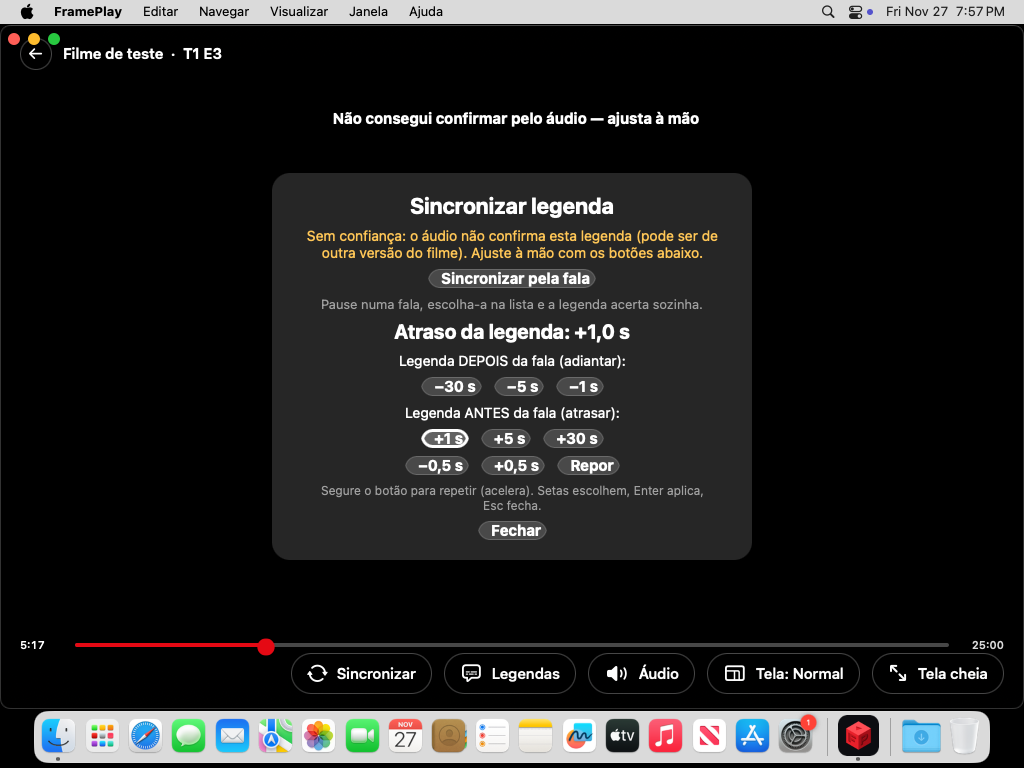 FramePlay Editar Navegar Visualizar Janela Ajuda Fri Nov 27 7:57 PM
Filme de teste · T1 E3
Não consegui confirmar pelo áudio — ajusta à mão
Sincronizar legenda
Sem confiança: o áudio não confirma esta legenda (pode ser de
outra versão do filme). Ajuste à mão com os botões abaixo.
Sincronizar pela fala
Pause numa fala, escolha-a na lista e a legenda acerta sozinha.
Atraso da legenda: +1,0 s
Legenda DEPOIS da fala (adiantar):
−30 s −5 s −1 s
Legenda ANTES da fala (atrasar):
+1 s +5 s +30 s
−0,5 s +0,5 s Repor
Segure o botão para repetir (acelera). Setas escolhem, Enter aplica,
Esc fecha.
Fechar
5:17 25:00
Sincronizar Legendas Áudio Tela: Normal Tela cheia
NOV
27
tv
1